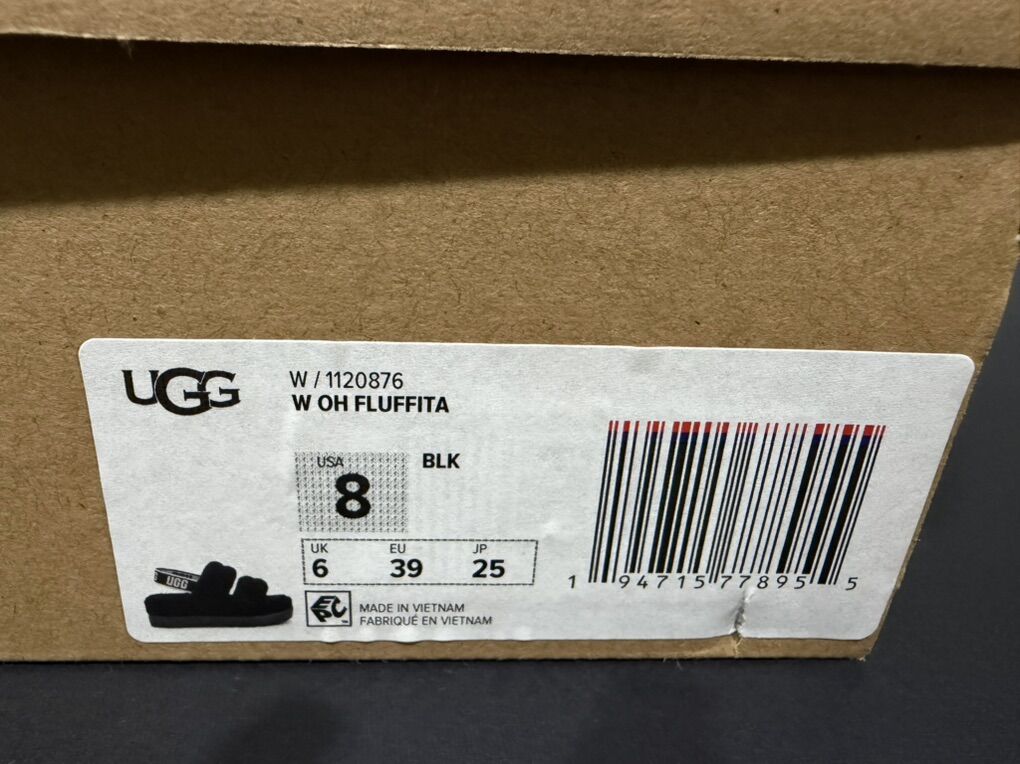 UGG
W / 1120876
W OH FLUFFITA
USA
8
BLK
UK EU JP
6 39 25
UGG
EPC
MADE IN VIETNAM
FABRIQUÉ EN VIETNAM
1 94715 77895 5